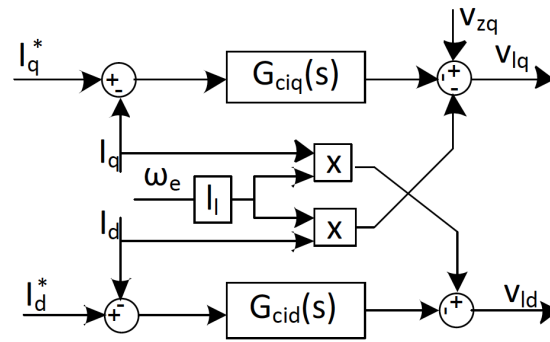 v_zq
I_q^*
+
-
G_ciq(s)
-
+
-
v_lq
I_q
x
ω_e
l_l
I_d
x
I_d^*
+
-
G_cid(s)
-
+
v_ld